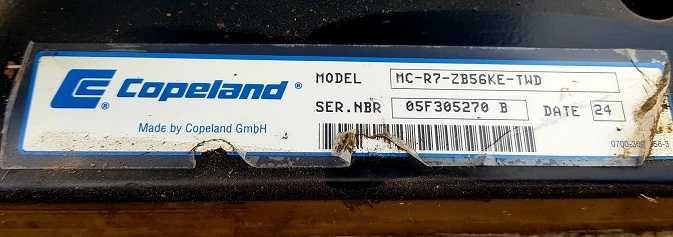 Copeland®
®
Made by Copeland GmbH
MODEL MC-R7-ZB56KE-TWD
SER.NBR 05F305270 B DATE 24